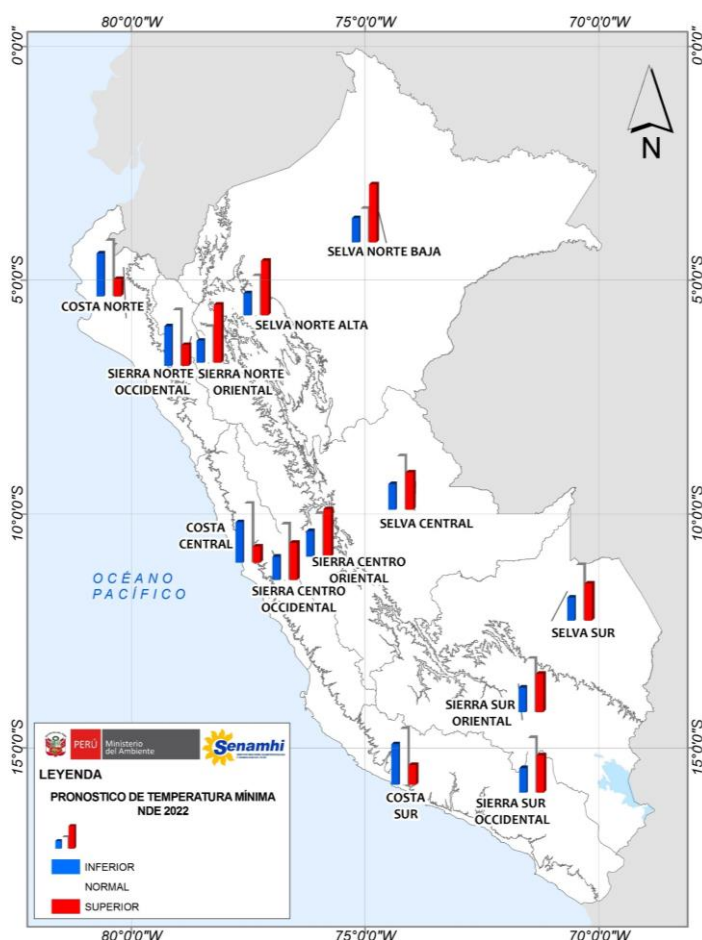 80°0'0"W 75°0'0"W 70°0'0"W
0°0'0"
0°0'0"
N
SELVA NORTE BAJA
5°0'0"S
5°0'0"S
COSTA NORTE
SELVA NORTE ALTA
SIERRA NORTE
OCCIDENTAL
SIERRA NORTE
ORIENTAL
SELVA CENTRAL
10°0'0"S
10°0'0"S
COSTA
CENTRAL
SIERRA CENTRO
ORIENTAL
SIERRA CENTRO
OCCIDENTAL
OCÉANO
PACÍFICO
SELVA SUR
SIERRA SUR
ORIENTAL
15°0'0"S
15°0'0"S
COSTA
SUR
SIERRA SUR
OCCIDENTAL
PERÚ
Ministerio
del Ambiente
Senamhi
LEYENDA
PRONOSTICO DE TEMPERATURA MÍNIMA
NDE 2022
INFERIOR
NORMAL
SUPERIOR
80°0'0"W 75°0'0"W 70°0'0"W